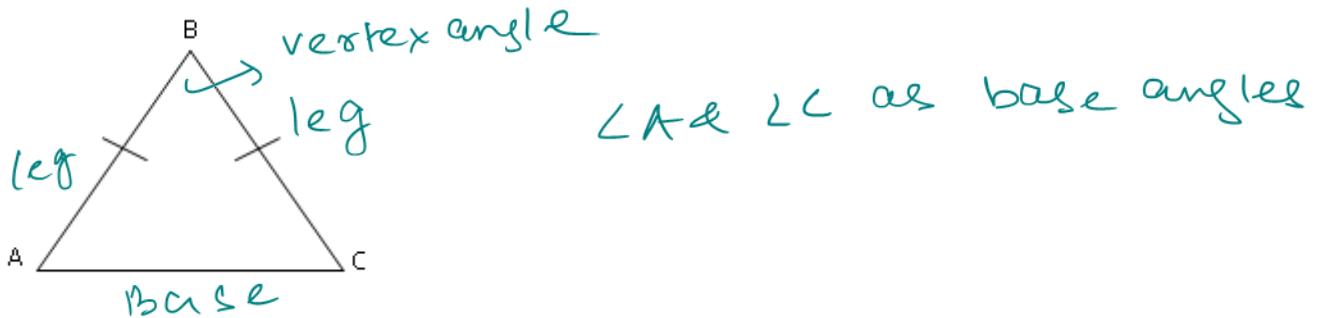 B
vertex angle
leg
leg
∠A & ∠C as base angles
A
C
Base